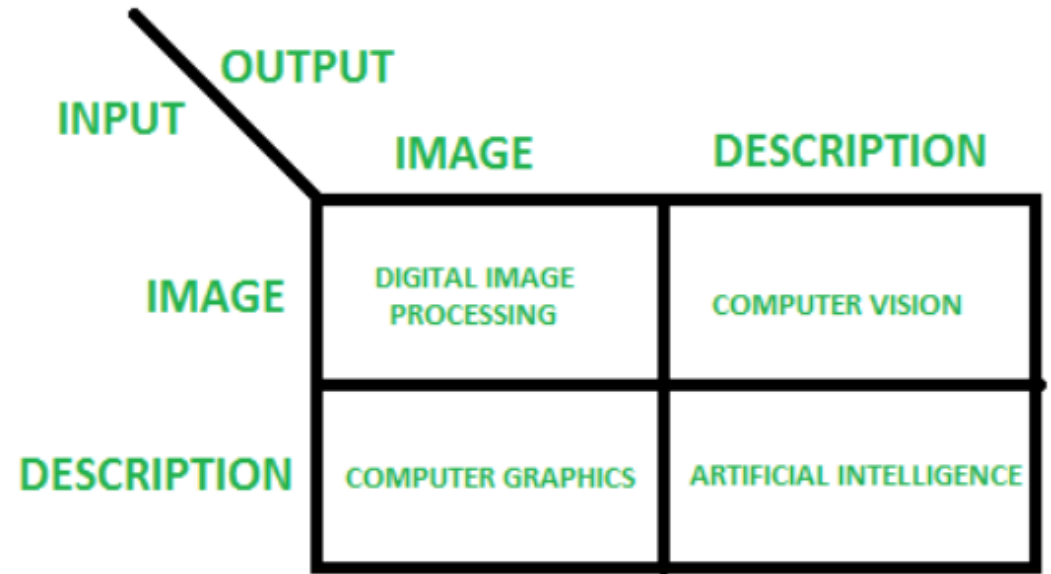 OUTPUT
INPUT
IMAGE
DESCRIPTION
IMAGE
DIGITAL IMAGE
PROCESSING
COMPUTER VISION
DESCRIPTION
COMPUTER GRAPHICS
ARTIFICIAL INTELLIGENCE